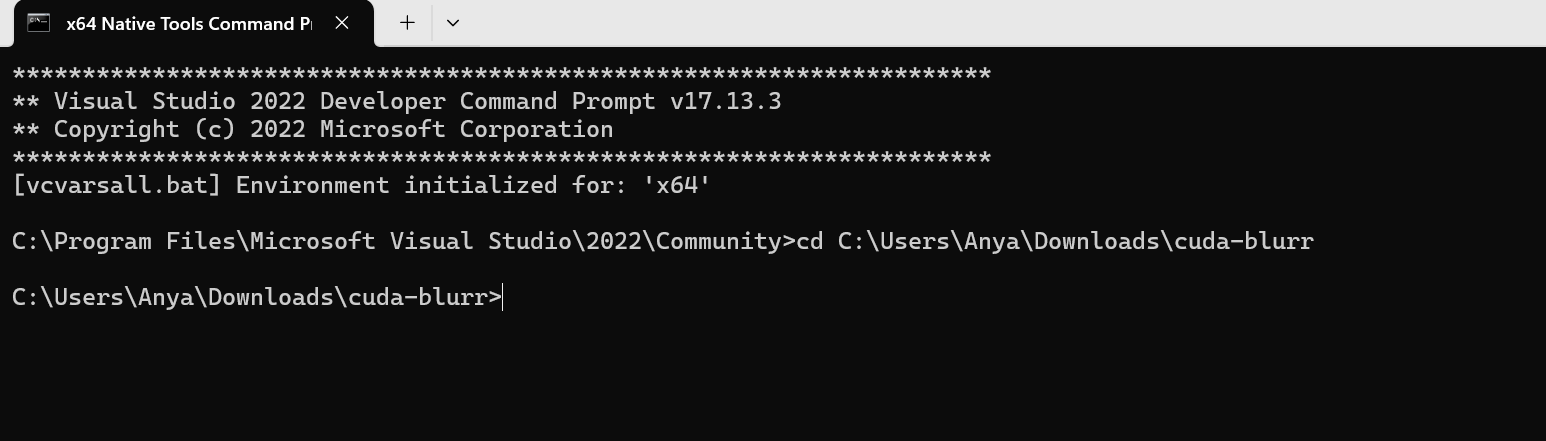 x64 Native Tools Command P
**********************************************************************
** Visual Studio 2022 Developer Command Prompt v17.13.3
** Copyright (c) 2022 Microsoft Corporation
**********************************************************************
[vcvarsall.bat] Environment initialized for: 'x64'
C:\Program Files\Microsoft Visual Studio\2022\Community>cd C:\Users\Anya\Downloads\cuda-blurr
C:\Users\Anya\Downloads\cuda-blurr>